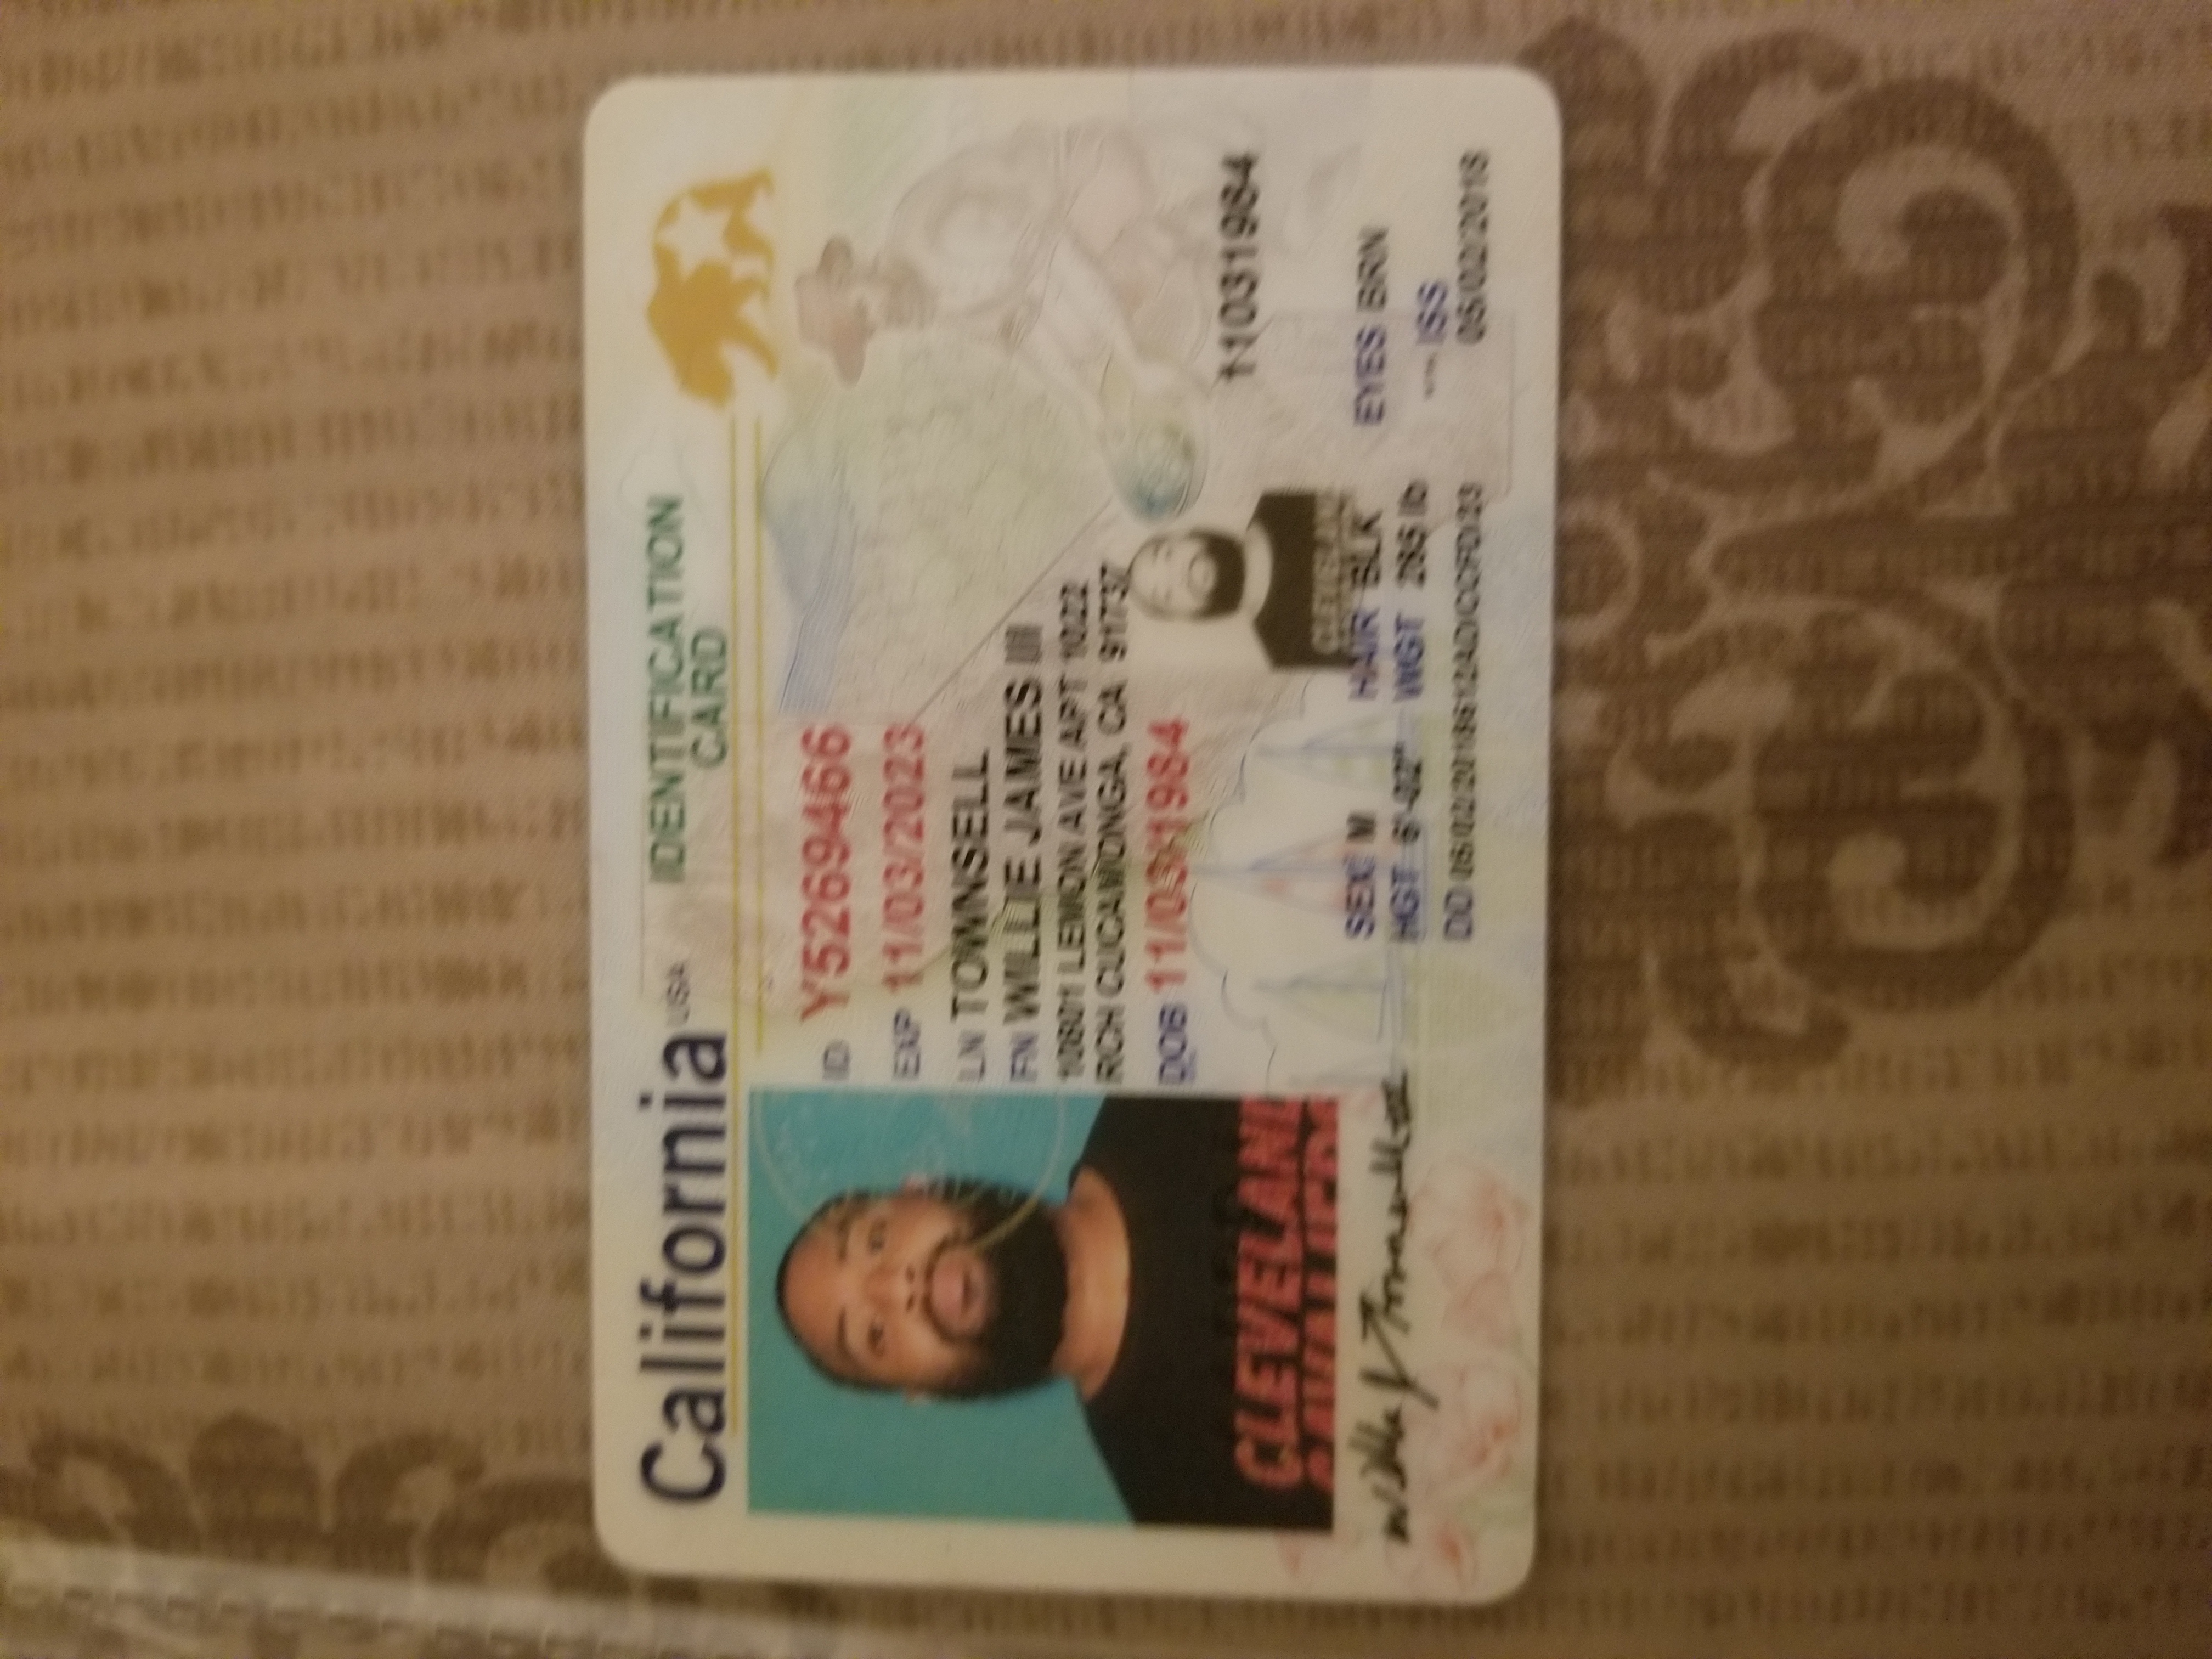 California USA IDENTIFICATION
CARD
ID Y5269466
EXP 11/03/2023
LN TOWNSELL
FN WILLIE JAMES III
10801 LEMON AVE APT 1022
RCH CUCAMONGA, CA 91737
DOB 11/03/1984
11031984
CLEVELAND
CAVALIERS
CLEVELAN
SEX M HAIR BLK EYES BRN
HGT 6'-02" WGT 285 lb
ISS
DD 05/02/2018612AD/CCFD/23 05/02/2018